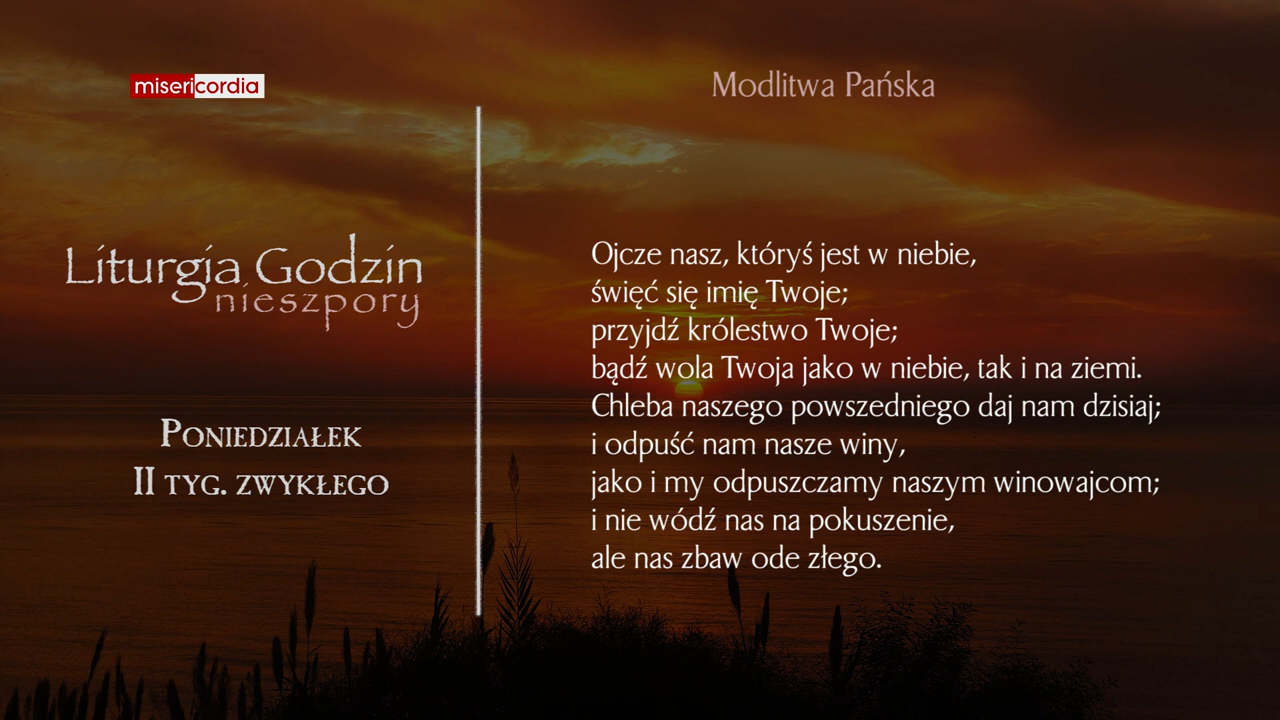 misericordia
Liturgia Godzin
nieszpory
Poniedziałek
II tyg. zwykłego
Modlitwa Pańska
Ojcze nasz, któryś jest w niebie,
święć się imię Twoje;
przyjdź królestwo Twoje;
bądź wola Twoja jako w niebie, tak i na ziemi.
Chleba naszego powszedniego daj nam dzisiaj;
i odpuść nam nasze winy,
jako i my odpuszczamy naszym winowajcom;
i nie wódź nas na pokuszenie,
ale nas zbaw ode złego.